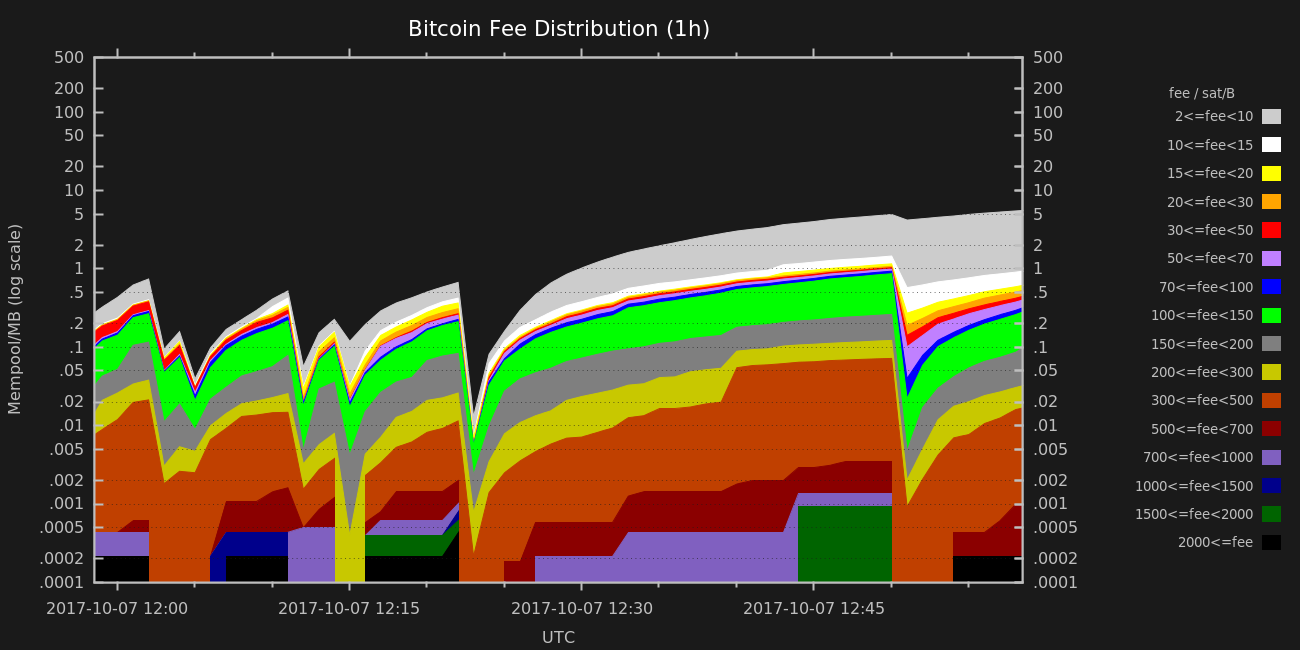 Bitcoin Fee Distribution (1h)
500
200
100
50
20
10
5
2
1
.5
.2
.1
.05
.02
.01
.005
.002
.001
.0005
.0002
.0001
Mempool/MB (log scale)
500
200
100
50
20
10
5
2
1
.5
.2
.1
.05
.02
.01
.005
.002
.001
.0005
.0002
.0001
2017-10-07 12:00 2017-10-07 12:15 2017-10-07 12:30 2017-10-07 12:45
UTC
fee / sat/B
2<=fee<10
10<=fee<15
15<=fee<20
20<=fee<30
30<=fee<50
50<=fee<70
70<=fee<100
100<=fee<150
150<=fee<200
200<=fee<300
300<=fee<500
500<=fee<700
700<=fee<1000
1000<=fee<1500
1500<=fee<2000
2000<=fee